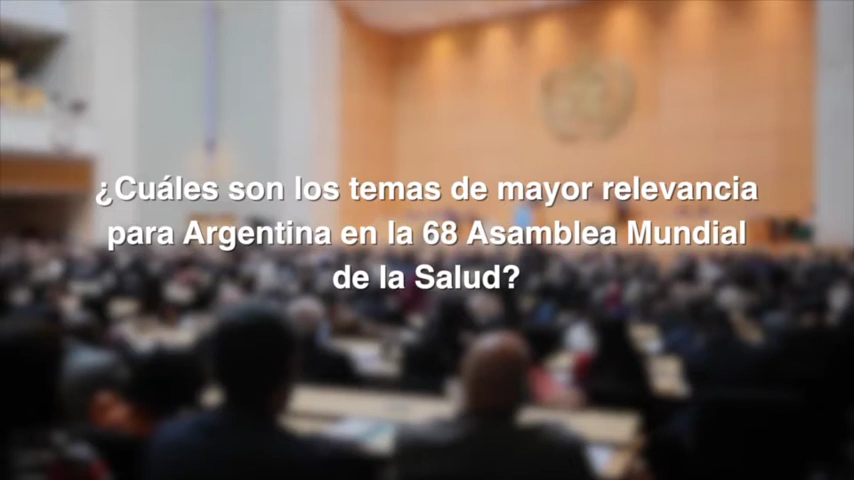 ¿Cuáles son los temas de mayor relevancia
para Argentina en la 68 Asamblea Mundial
de la Salud?